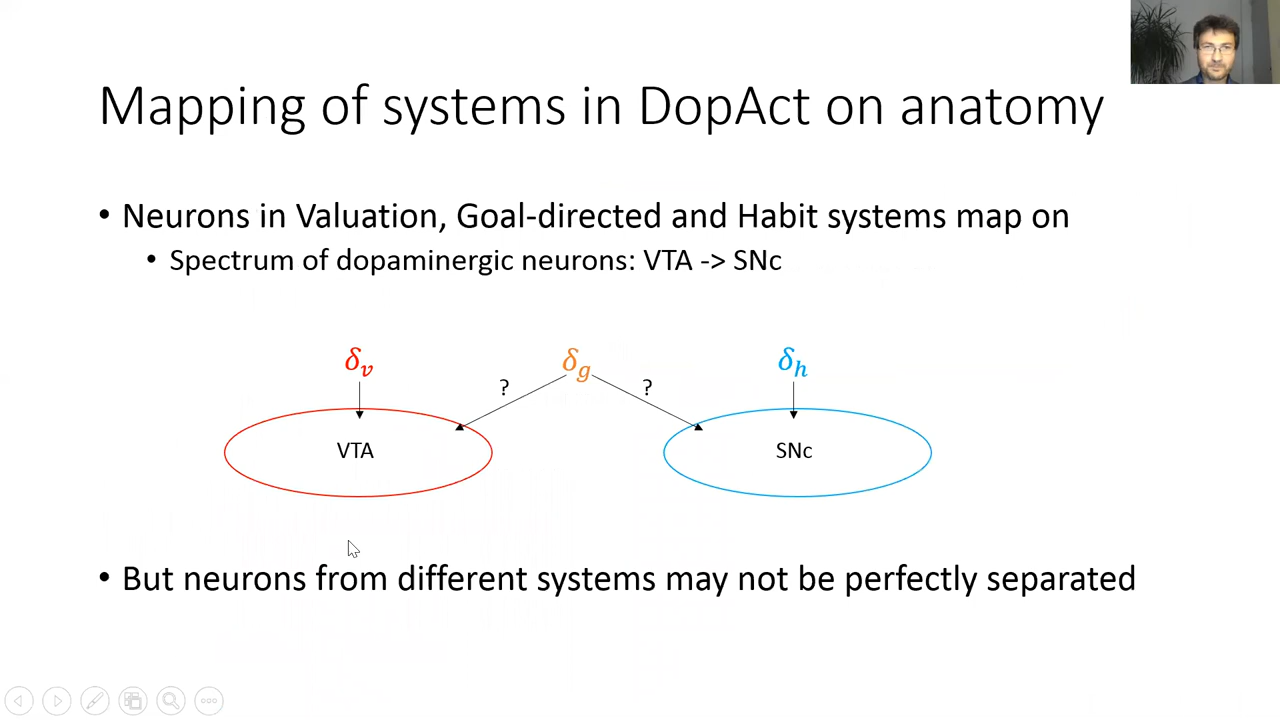 Mapping of systems in DopAct on anatomy
• Neurons in Valuation, Goal-directed and Habit systems map on
• Spectrum of dopaminergic neurons: VTA -> SNc
δv δg δh
? ?
VTA SNc
• But neurons from different systems may not be perfectly separated